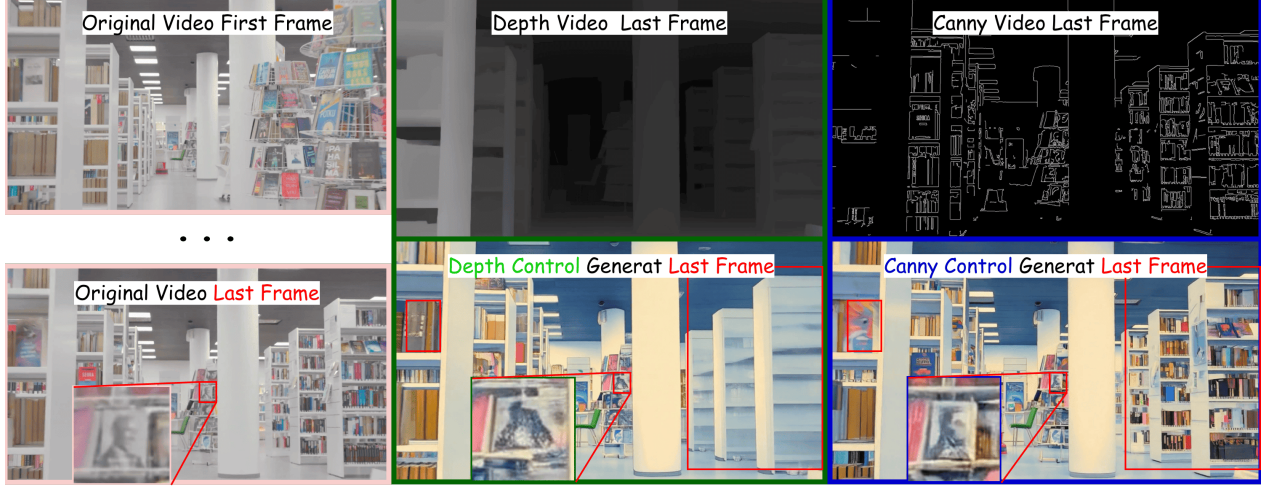 Original Video First Frame
Depth Video Last Frame
Canny Video Last Frame
Original Video Last Frame
Depth Control Generat Last Frame
Canny Control Generat Last Frame